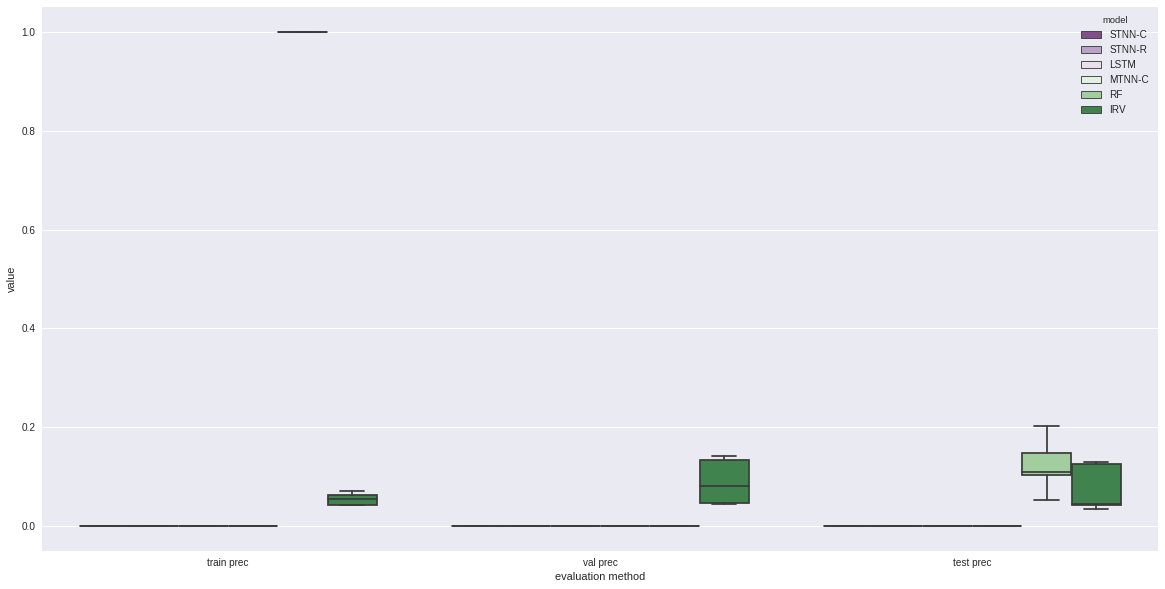 1.0
0.8
0.6
0.4
0.2
0.0
value
model
STNN-C
STNN-R
LSTM
MTNN-C
RF
IRV
train prec
val prec
test prec
evaluation method